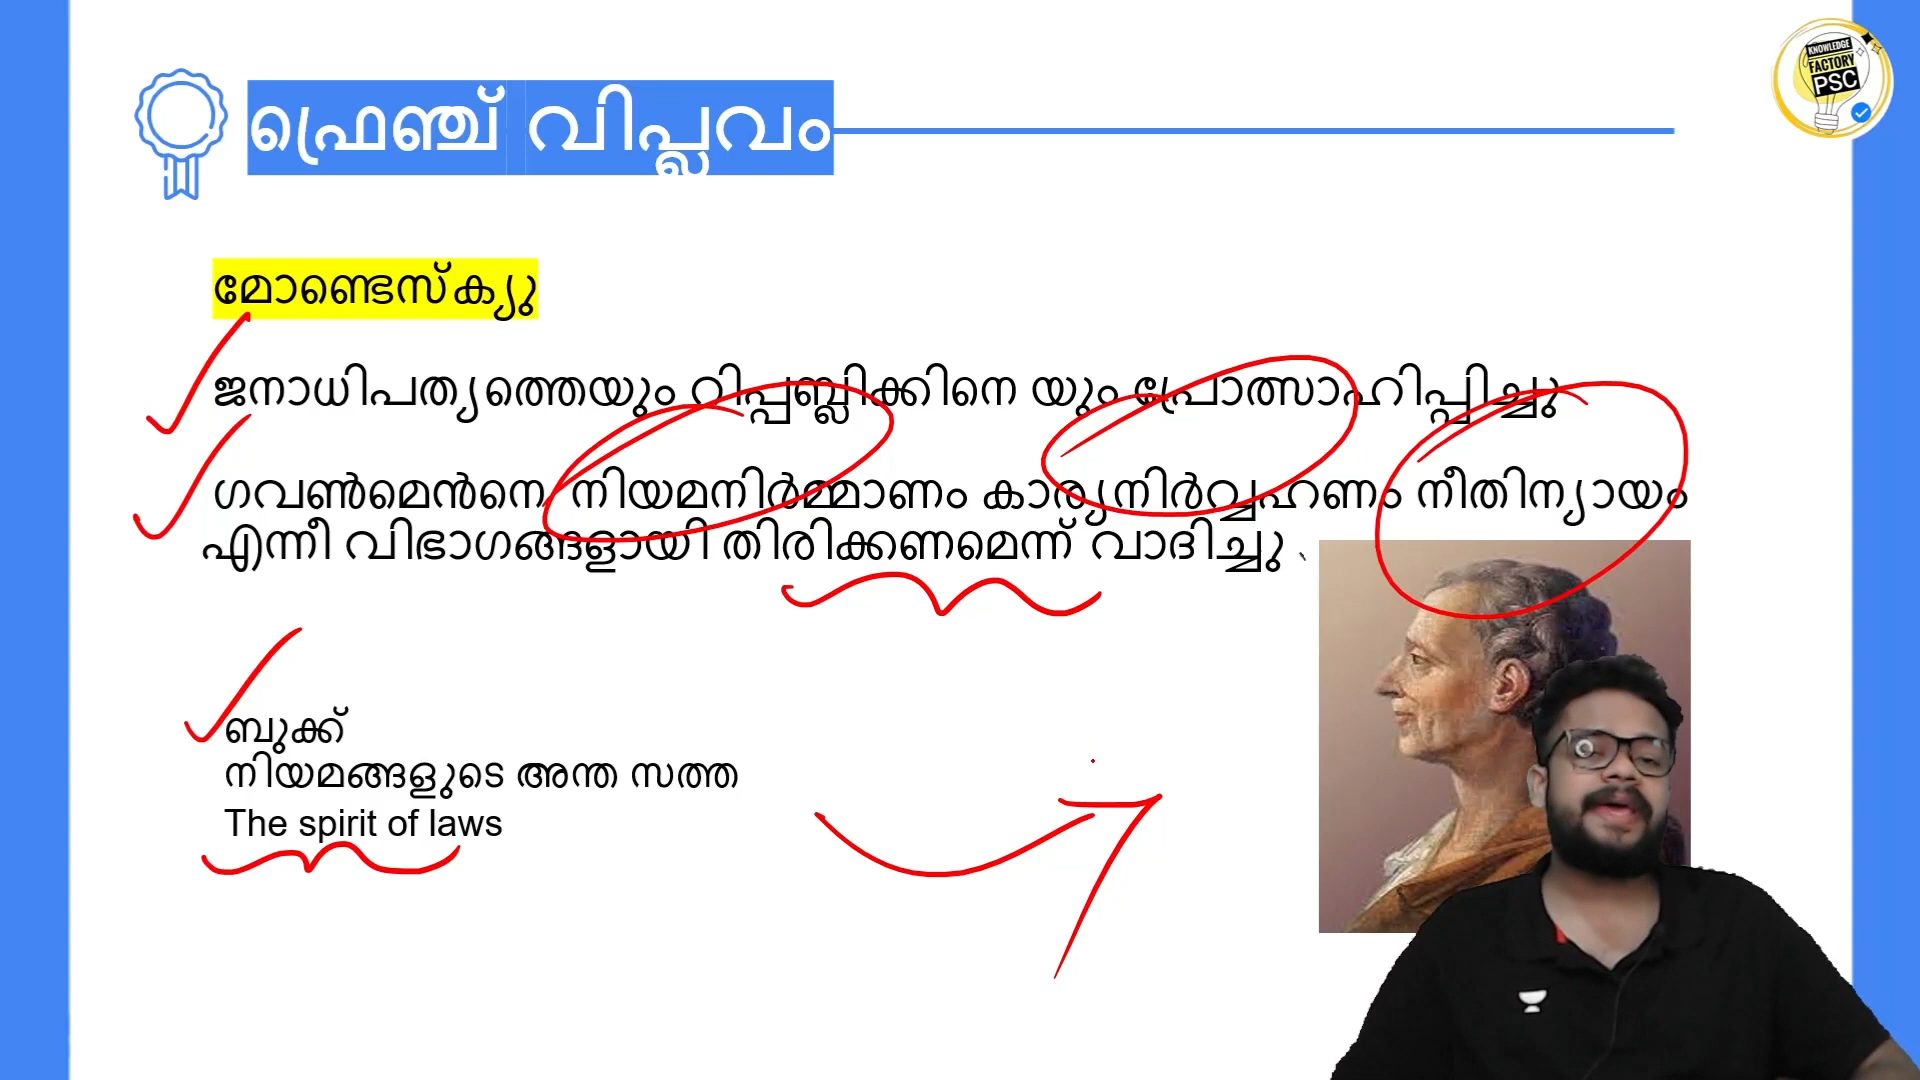 KNOWLEDGE
FACTORY
PSC
ഫ്രെഞ്ച് വിപ്ലവം
മോണ്ടെസ്ക്യു
ജനാധിപത്യത്തെയും റിപ്പബ്ലിക്കിനെ യും പ്രോത്സാഹിപ്പിച്ചു
ഗവൺമെൻനെ നിയമനിർമ്മാണം കാര്യനിർവ്വഹണം നീതിന്യായം
എന്നീ വിഭാഗങ്ങളായി തിരിക്കണമെന്ന് വാദിച്ചു
ബുക്ക്
നിയമങ്ങളുടെ അന്ത സത്ത
The spirit of laws